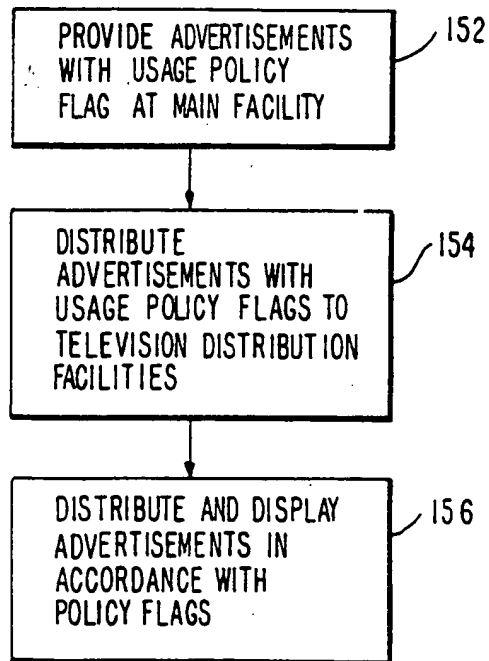 PROVIDE ADVERTISEMENTS
WITH USAGE POLICY
FLAG AT MAIN FACILITY
152
DISTRIBUTE
ADVERTISEMENTS WITH
USAGE POLICY FLAGS TO
TELEVISION DISTRIBUTION
FACILITIES
154
DISTRIBUTE AND DISPLAY
ADVERTISEMENTS IN
ACCORDANCE WITH
POLICY FLAGS
156